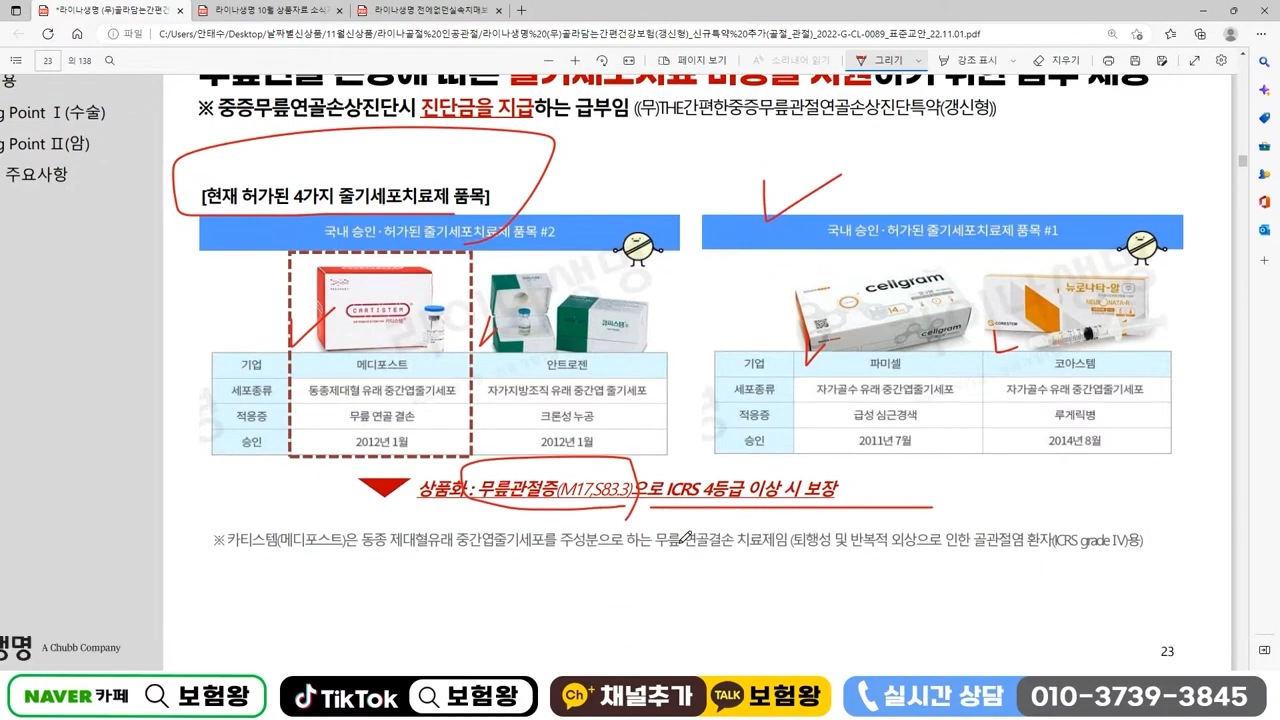 *라이나생명 (무)골라담는간편건
라이나생명 10월 상품자료 소식지
라이나생명 전에없던실속치매보
파일
C:/Users/안태수/Desktop/날짜별신상품/11월신상품/라이나골절%20인공관절/라이나생명%20(무)골라담는간편건강보험(갱신형)_신규특약%20추가(골절_관절)_2022-G-CL-0089_표준교안_22.11.01.pdf
23 의 138
페이지 보기
소리내어 읽기
그리기
강조 표시
지우기
용
g Point Ⅰ(수술)
g Point Ⅱ(암)
주요사항
※ 중증무릎연골손상진단시 진단금을 지급하는 급부임 ((무)THE간편한중증무릎관절연골손상진단특약(갱신형))
[현재 허가된 4가지 줄기세포치료제 품목]
국내 승인·허가된 줄기세포치료제 품목 #2
국내 승인·허가된 줄기세포치료제 품목 #1
CARTISTEM
cellgram
cellgram
뉴로나타-알
NEURONATA-R
CORESTEM
기업 메디포스트 안트로젠
세포종류 동종제대혈 유래 중간엽줄기세포 자가지방조직 유래 중간엽 줄기세포
적응증 무릎 연골 결손 크론성 누공
승인 2012년 1월 2012년 1월
기업 파미셀 코아스템
세포종류 자가골수 유래 중간엽줄기세포 자가골수 유래 중간엽줄기세포
적응증 급성 심근경색 루게릭병
승인 2011년 7월 2014년 8월
상품화 : 무릎관절증(M17,S83.3)으로 ICRS 4등급 이상 시 보장
※ 카티스템(메디포스트)은 동종 제대혈유래 중간엽줄기세포를 주성분으로 하는 무릎 연골결손 치료제임 (퇴행성 및 반복적 외상으로 인한 골관절염 환자(ICRS grade Ⅳ)용)
생명 A Chubb Company
23
NAVER 카페 보험왕
TikTok 보험왕
Ch+ 채널추가 TALK 보험왕
실시간 상담 010-3739-3845